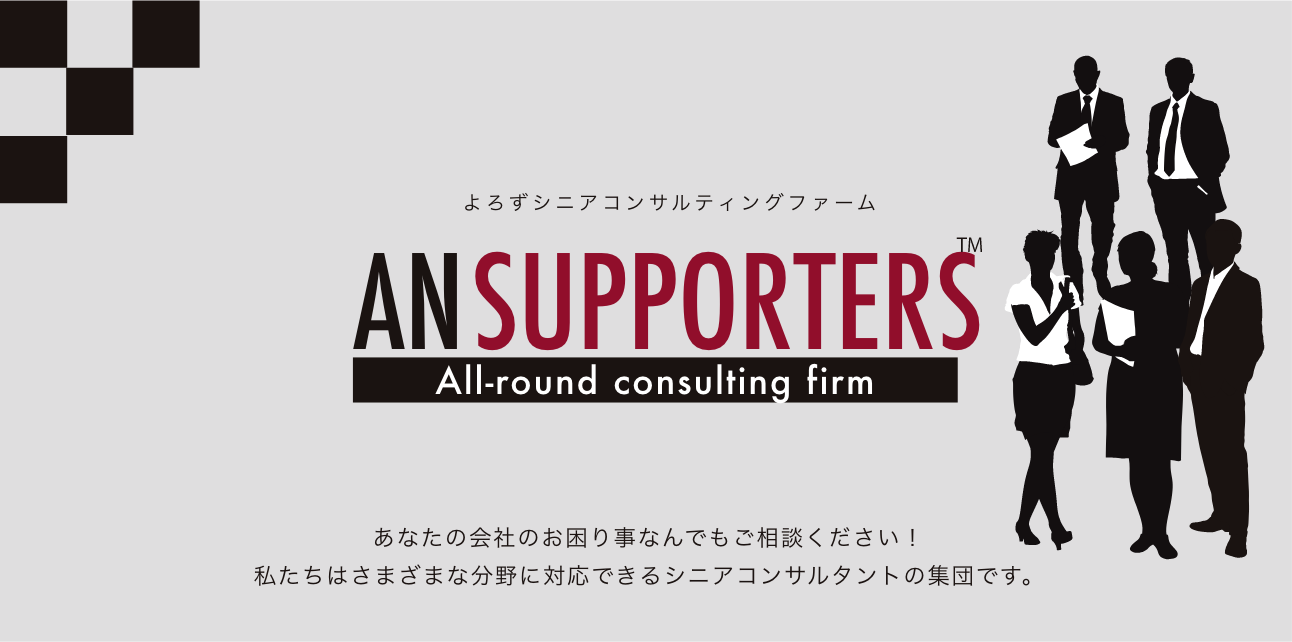 よろずシニアコンサルティングファーム
AN SUPPORTERS™
All-round consulting firm
あなたの会社のお困り事なんでもご相談ください！
私たちはさまざまな分野に対応できるシニアコンサルタントの集団です。